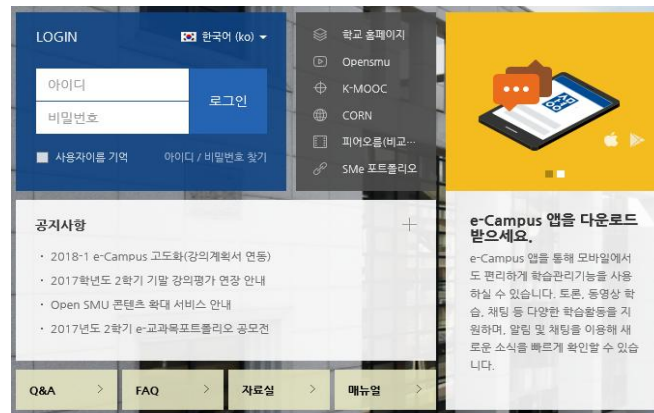 LOGIN
한국어 (ko)
아이디
비밀번호
로그인
사용자이름 기억
아이디 / 비밀번호 찾기
학교 홈페이지
Opensmu
K-MOOC
CORN
피어오름(비교…
SMe 포트폴리오
공지사항
· 2018-1 e-Campus 고도화(강의계획서 연동)
· 2017학년도 2학기 기말 강의평가 연장 안내
· Open SMU 콘텐츠 확대 서비스 안내
· 2017년도 2학기 e-교과목포트폴리오 공모전
e-Campus 앱을 다운로드
받으세요.
e-Campus 앱을 통해 모바일에서
도 편리하게 학습관리기능을 사용
하실 수 있습니다. 토론, 동영상 학
습, 채팅 등 다양한 학습활동을 지
원하며, 알림 및 채팅을 이용해 새
로운 소식을 빠르게 확인할 수 있습
니다.
Q&A
FAQ
자료실
매뉴얼